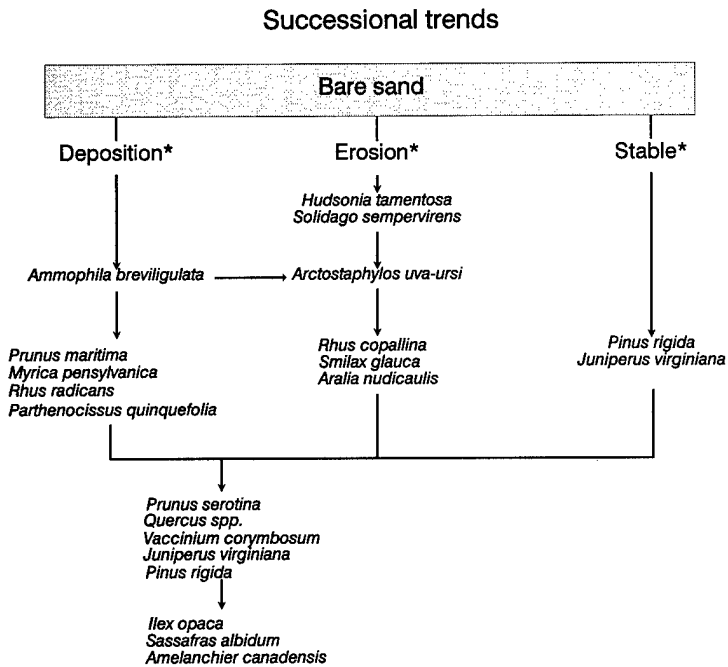 Successional trends
Bare sand
Deposition*
Erosion*
Stable*
Hudsonia tamentosa
Solidago sempervirens
Ammophila breviligulata
Arctostaphylos uva-ursi
Prunus maritima
Myrica pensylvanica
Rhus radicans
Parthenocissus quinquefolia
Rhus copallina
Smilax glauca
Aralia nudicaulis
Pinus rigida
Juniperus virginiana
Prunus serotina
Quercus spp.
Vaccinium corymbosum
Juniperus virginiana
Pinus rigida
Ilex opaca
Sassafras albidum
Amelanchier canadensis